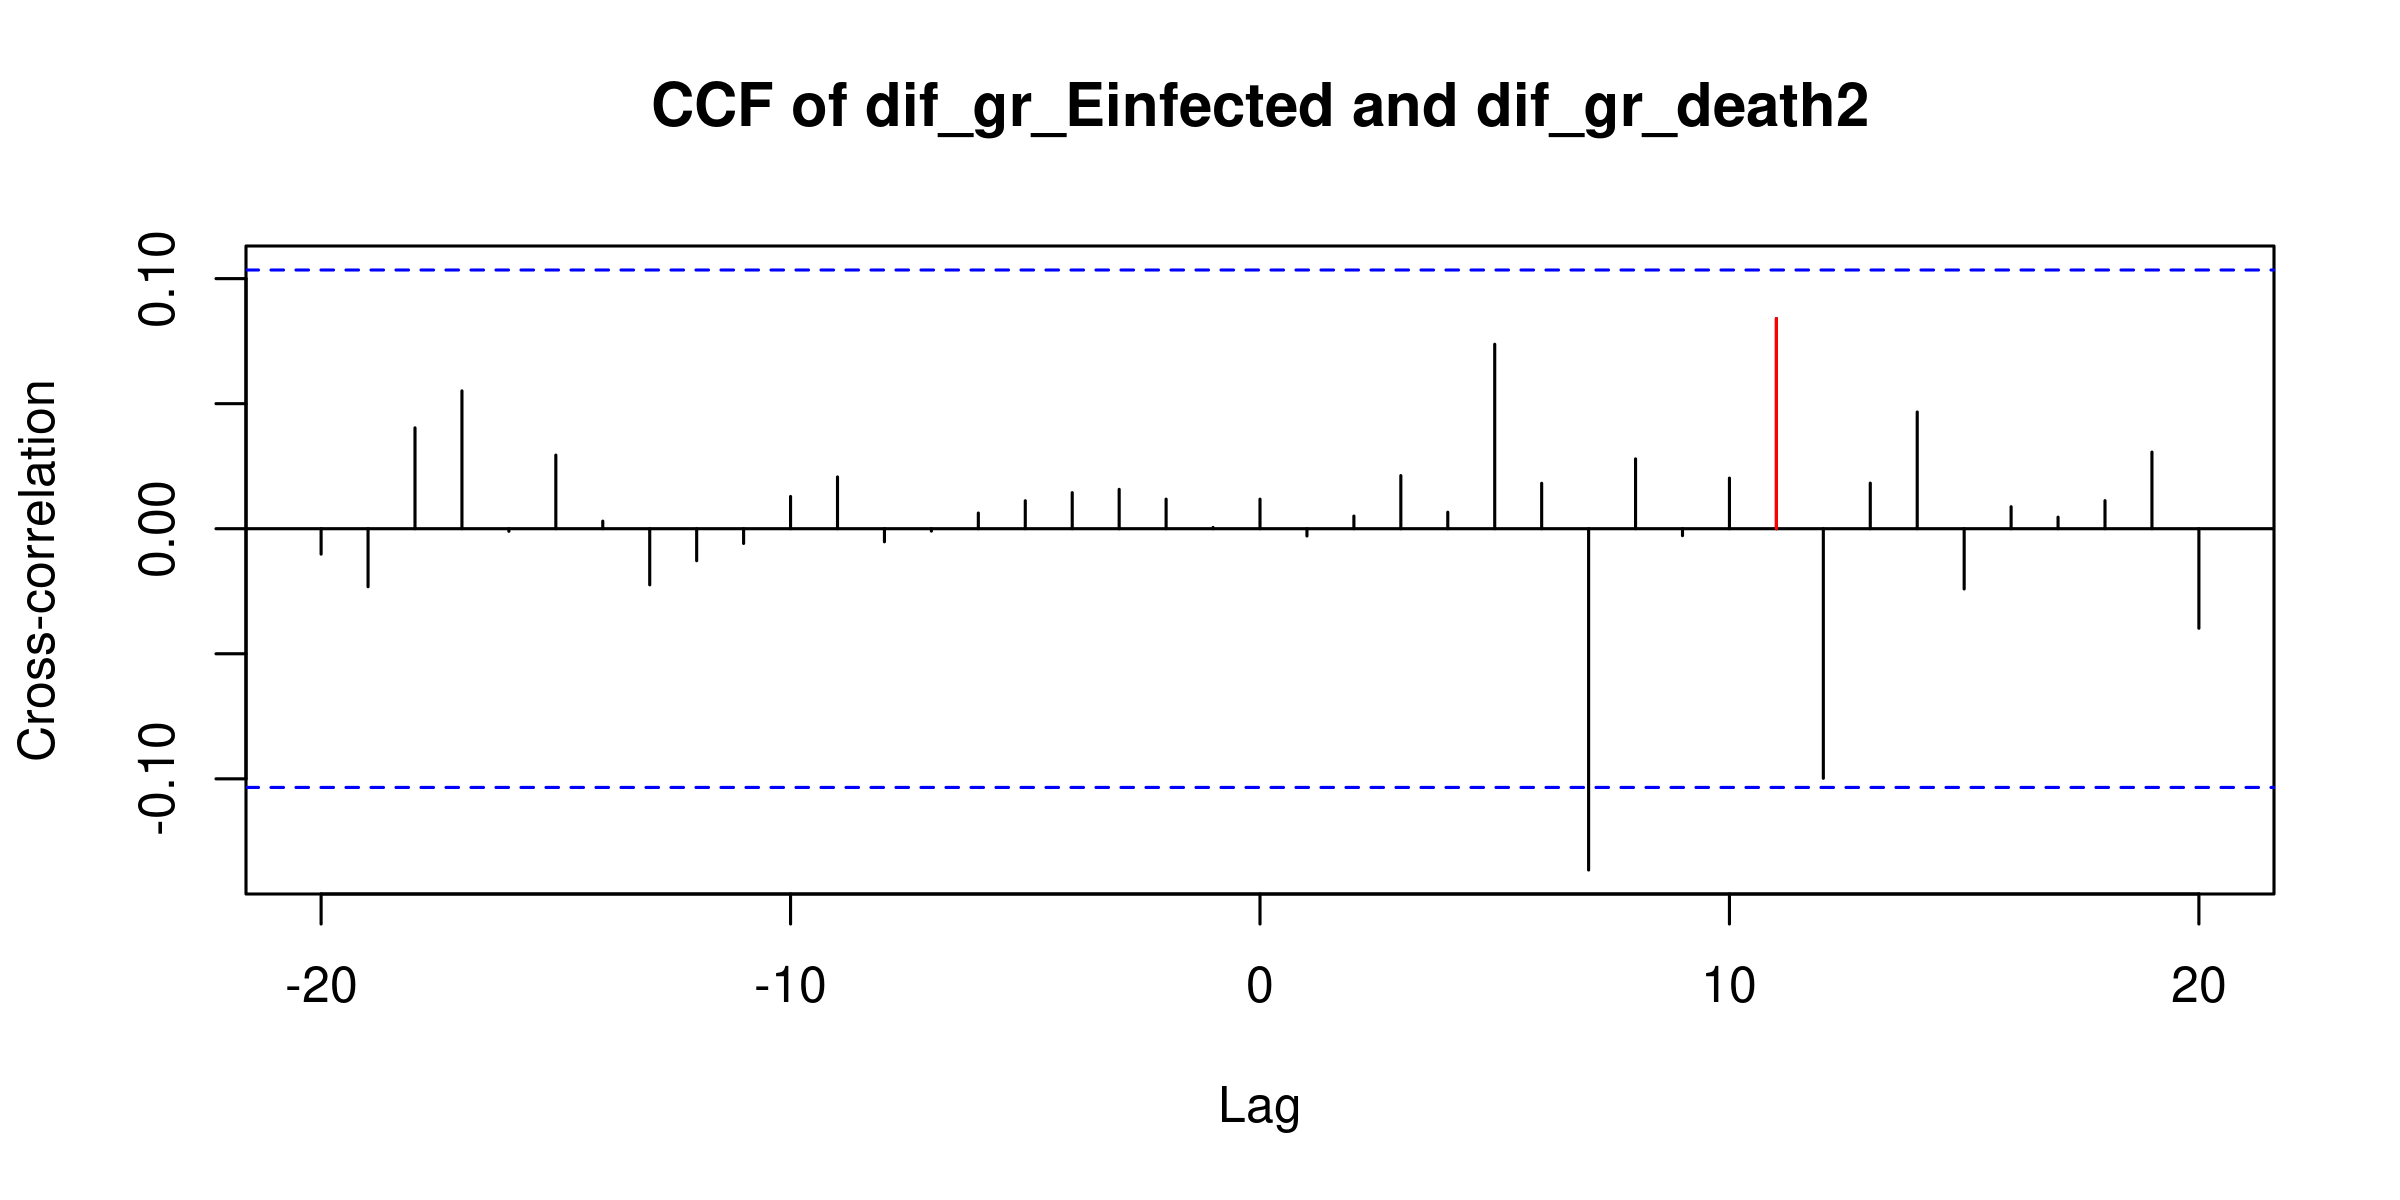 CCF of dif_gr_Einfected and dif_gr_death2
Cross-correlation
0.10
0.00
-0.10
-20 -10 0 10 20
Lag